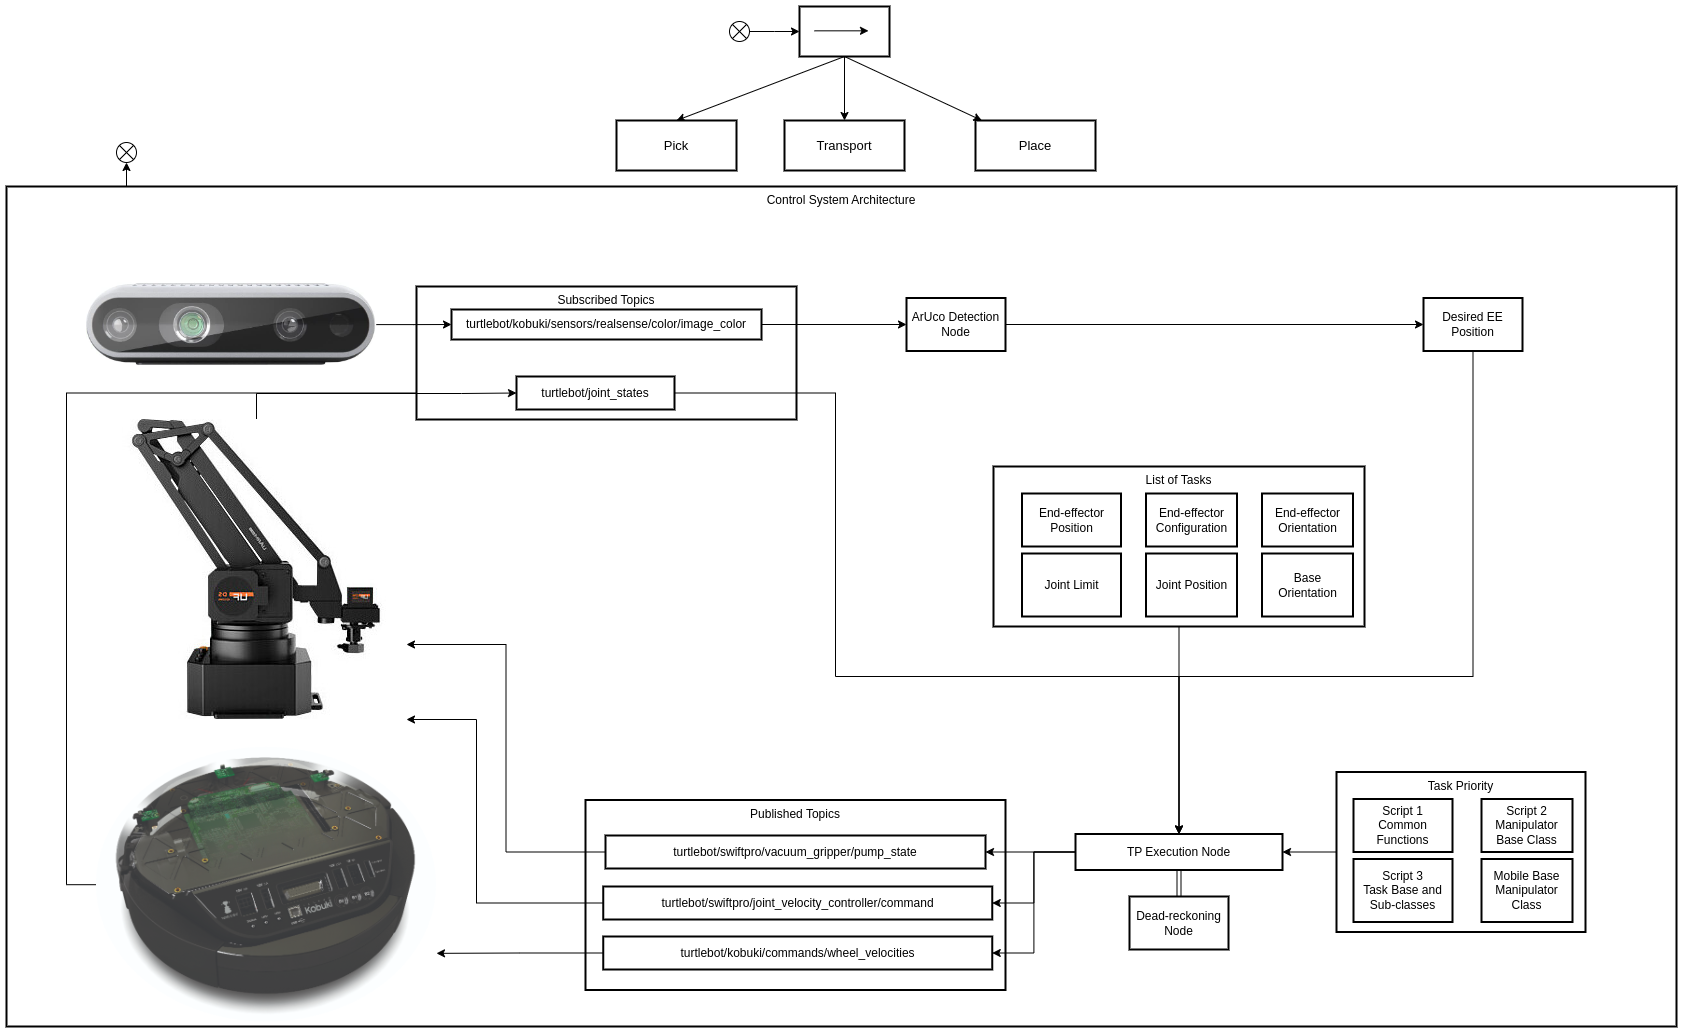 Pick
Transport
Place
Control System Architecture
Subscribed Topics
turtlebot/kobuki/sensors/realsense/color/image_color
turtlebot/joint_states
ArUco Detection
Node
Desired EE
Position
List of Tasks
End-effector
Position
End-effector
Configuration
End-effector
Orientation
Joint Limit
Joint Position
Base
Orientation
Published Topics
turtlebot/swiftpro/vacuum_gripper/pump_state
turtlebot/swiftpro/joint_velocity_controller/command
turtlebot/kobuki/commands/wheel_velocities
TP Execution Node
Dead-reckoning
Node
Task Priority
Script 1
Common
Functions
Script 2
Manipulator
Base Class
Script 3
Task Base and
Sub-classes
Mobile Base
Manipulator
Class
Kobuki